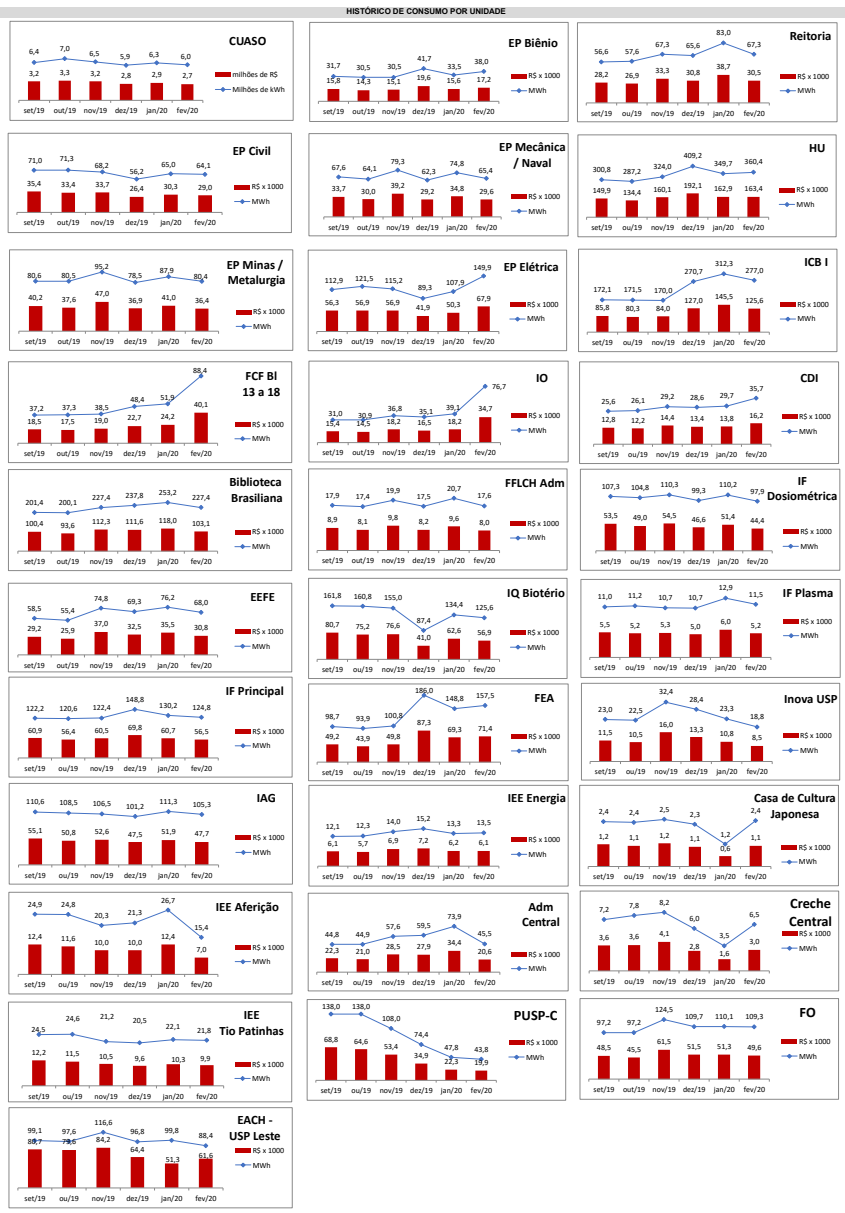 HISTÓRICO DE CONSUMO POR UNIDADE
CUASO
6,4 7,0 6,5 5,9 6,3 6,0
3,2 3,3 3,2 2,8 2,9 2,7
milhões de R$
Milhões de kWh
set/19 out/19 nov/19 dez/19 jan/20 fev/20
EP Biênio
31,7 30,5 30,5 41,7 33,5 38,0
15,8 14,3 15,1 19,6 15,6 17,2
R$ x 1000
MWh
set/19 ou/19 nov/19 dez/19 jan/20 fev/20
Reitoria
56,6 57,6 67,3 65,6 83,0 67,3
28,2 26,9 33,3 30,8 38,7 30,5
R$ x 1000
MWh
set/19 ou/19 nov/19 dez/19 jan/20 fev/20
EP Civil
71,0 71,3 68,2 56,2 65,0 64,1
35,4 33,4 33,7 26,4 30,3 29,0
R$ x 1000
MWh
set/19 ou/19 nov/19 dez/19 jan/20 fev/20
EP Mecânica
/ Naval
67,6 64,1 79,3 62,3 74,8 65,4
33,7 30,0 39,2 29,2 34,8 29,6
R$ x 1000
MWh
set/19 ou/19 nov/19 dez/19 jan/20 fev/20
HU
300,8 287,2 324,0 409,2 349,7 360,4
149,9 134,4 160,1 192,1 162,9 163,4
R$ x 1000
MWh
set/19 ou/19 nov/19 dez/19 jan/20 fev/20
EP Minas /
Metalurgia
80,6 80,5 95,2 78,5 87,9 80,4
40,2 37,6 47,0 36,9 41,0 36,4
R$ x 1000
MWh
set/19 ou/19 nov/19 dez/19 jan/20 fev/20
EP Elétrica
112,9 121,5 115,2 89,3 107,9 149,9
56,3 56,9 56,9 41,9 50,3 67,9
R$ x 1000
MWh
set/19 ou/19 nov/19 dez/19 jan/20 fev/20
ICB I
172,1 171,5 170,0 270,7 312,3 277,0
85,8 80,3 84,0 127,0 145,5 125,6
R$ x 1000
MWh
set/19 ou/19 nov/19 dez/19 jan/20 fev/20
FCF Bl
13 a 18
37,2 37,3 38,5 48,4 51,9 88,4
18,5 17,5 19,0 22,7 24,2 40,1
R$ x 1000
MWh
set/19 ou/19 nov/19 dez/19 jan/20 fev/20
IO
31,0 30,9 36,8 35,1 39,1 76,7
15,4 14,5 18,2 16,5 18,2 34,7
R$ x 1000
MWh
set/19 ou/19 nov/19 dez/19 jan/20 fev/20
CDI
25,6 26,1 29,2 28,6 29,7 35,7
12,8 12,2 14,4 13,4 13,8 16,2
R$ x 1000
MWh
set/19 ou/19 nov/19 dez/19 jan/20 fev/20
Biblioteca
Brasiliana
201,4 200,1 227,4 237,8 253,2 227,4
100,4 93,6 112,3 111,6 118,0 103,1
R$ x 1000
MWh
set/19 ou/19 nov/19 dez/19 jan/20 fev/20
FFLCH Adm
17,9 17,4 19,9 17,5 20,7 17,6
8,9 8,1 9,8 8,2 9,6 8,0
R$ x 1000
MWh
set/19 ou/19 nov/19 dez/19 jan/20 fev/20
IF
Dosiométrica
107,3 104,8 110,3 99,3 110,2 97,9
53,5 49,0 54,5 46,6 51,4 44,4
R$ x 1000
MWh
set/19 ou/19 nov/19 dez/19 jan/20 fev/20
EEFE
58,5 55,4 74,8 69,3 76,2 68,0
29,2 25,9 37,0 32,5 35,5 30,8
R$ x 1000
MWh
set/19 ou/19 nov/19 dez/19 jan/20 fev/20
IQ Biotério
161,8 160,8 155,0 87,4 134,4 125,6
80,7 75,2 76,6 41,0 62,6 56,9
R$ x 1000
MWh
set/19 ou/19 nov/19 dez/19 jan/20 fev/20
IF Plasma
11,0 11,2 10,7 10,7 12,9 11,5
5,5 5,2 5,3 5,0 6,0 5,2
R$ x 1000
MWh
set/19 ou/19 nov/19 dez/19 jan/20 fev/20
IF Principal
122,2 120,6 122,4 148,8 130,2 124,8
60,9 56,4 60,5 69,8 60,7 56,5
R$ x 1000
MWh
set/19 ou/19 nov/19 dez/19 jan/20 fev/20
FEA
98,7 93,9 100,8 186,0 148,8 157,5
49,2 43,9 49,8 87,3 69,3 71,4
R$ x 1000
MWh
set/19 ou/19 nov/19 dez/19 jan/20 fev/20
Inova USP
23,0 22,5 32,4 28,4 23,3 18,8
11,5 10,5 16,0 13,3 10,8 8,5
R$ x 1000
MWh
set/19 ou/19 nov/19 dez/19 jan/20 fev/20
IAG
110,6 108,5 106,5 101,2 111,3 105,3
55,1 50,8 52,6 47,5 51,9 47,7
R$ x 1000
MWh
set/19 ou/19 nov/19 dez/19 jan/20 fev/20
IEE Energia
12,1 12,3 14,0 15,2 13,3 13,5
6,1 5,7 6,9 7,2 6,2 6,1
R$ x 1000
MWh
set/19 ou/19 nov/19 dez/19 jan/20 fev/20
Casa de Cultura
Japonesa
2,4 2,4 2,5 2,3 1,2 2,4
1,2 1,1 1,2 1,1 0,6 1,1
R$ x 1000
MWh
set/19 ou/19 nov/19 dez/19 jan/20 fev/20
IEE Aferição
24,9 24,8 20,3 21,3 26,7 15,4
12,4 11,6 10,0 10,0 12,4 7,0
R$ x 1000
MWh
set/19 ou/19 nov/19 dez/19 jan/20 fev/20
Adm
Central
44,8 44,9 57,6 59,5 73,9 45,5
22,3 21,0 28,5 27,9 34,4 20,6
R$ x 1000
MWh
set/19 ou/19 nov/19 dez/19 jan/20 fev/20
Creche
Central
7,2 7,8 8,2 6,0 3,5 6,5
3,6 3,6 4,1 2,8 1,6 3,0
R$ x 1000
MWh
set/19 ou/19 nov/19 dez/19 jan/20 fev/20
IEE
Tio Patinhas
24,5 24,6 21,2 20,5 22,1 21,8
12,2 11,5 10,5 9,6 10,3 9,9
R$ x 1000
MWh
set/19 ou/19 nov/19 dez/19 jan/20 fev/20
PUSP-C
138,0 138,0 108,0 74,4 47,8 43,8
68,8 64,6 53,4 34,9 22,3 19,9
R$ x 1000
MWh
set/19 ou/19 nov/19 dez/19 jan/20 fev/20
FO
97,2 97,2 124,5 109,7 110,1 109,3
48,5 45,5 61,5 51,5 51,3 49,6
R$ x 1000
MWh
set/19 ou/19 nov/19 dez/19 jan/20 fev/20
EACH -
USP Leste
99,1 97,6 116,6 96,8 99,8 88,4
80,7 79,6 84,2 64,4 51,3 61,6
R$ x 1000
MWh
set/19 ou/19 nov/19 dez/19 jan/20 fev/20